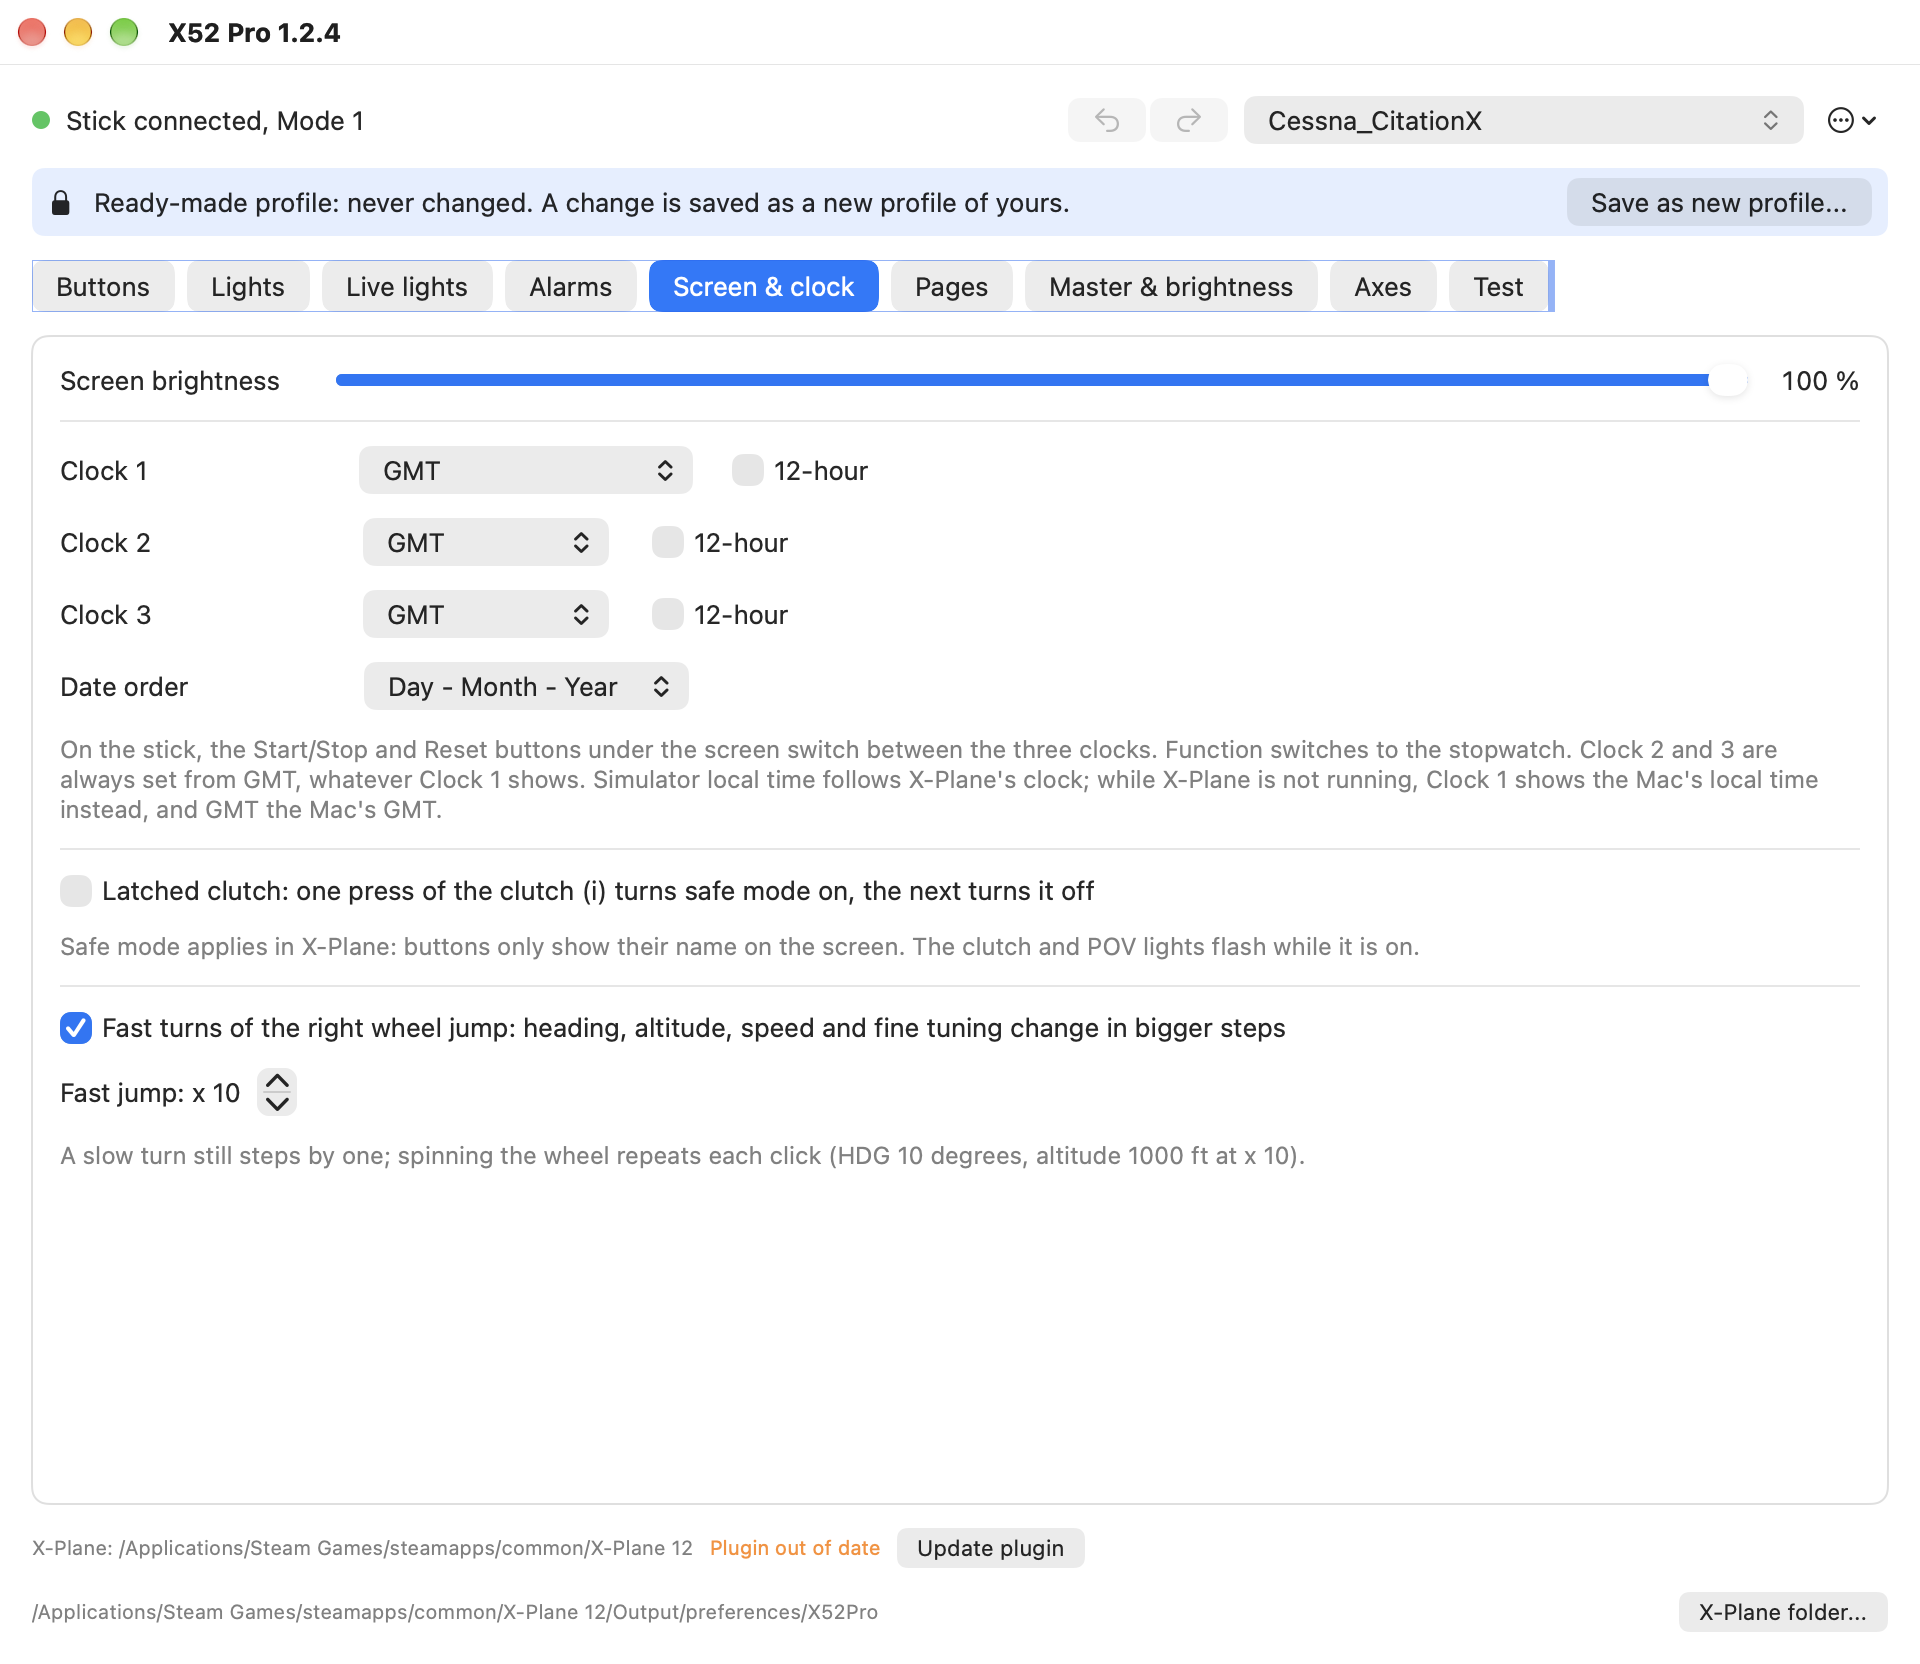 X52 Pro 1.2.4
Stick connected, Mode 1
Cessna_CitationX
Ready-made profile: never changed. A change is saved as a new profile of yours.
Save as new profile...
Buttons
Lights
Live lights
Alarms
Screen & clock
Pages
Master & brightness
Axes
Test
Screen brightness
100 %
Clock 1
GMT
12-hour
Clock 2
GMT
12-hour
Clock 3
GMT
12-hour
Date order
Day - Month - Year
On the stick, the Start/Stop and Reset buttons under the screen switch between the three clocks. Function switches to the stopwatch. Clock 2 and 3 are
always set from GMT, whatever Clock 1 shows. Simulator local time follows X-Plane's clock; while X-Plane is not running, Clock 1 shows the Mac's local time
instead, and GMT the Mac's GMT.
Latched clutch: one press of the clutch (i) turns safe mode on, the next turns it off
Safe mode applies in X-Plane: buttons only show their name on the screen. The clutch and POV lights flash while it is on.
Fast turns of the right wheel jump: heading, altitude, speed and fine tuning change in bigger steps
Fast jump: x 10
A slow turn still steps by one; spinning the wheel repeats each click (HDG 10 degrees, altitude 1000 ft at x 10).
X-Plane: /Applications/Steam Games/steamapps/common/X-Plane 12
Plugin out of date
Update plugin
/Applications/Steam Games/steamapps/common/X-Plane 12/Output/preferences/X52Pro
X-Plane folder...